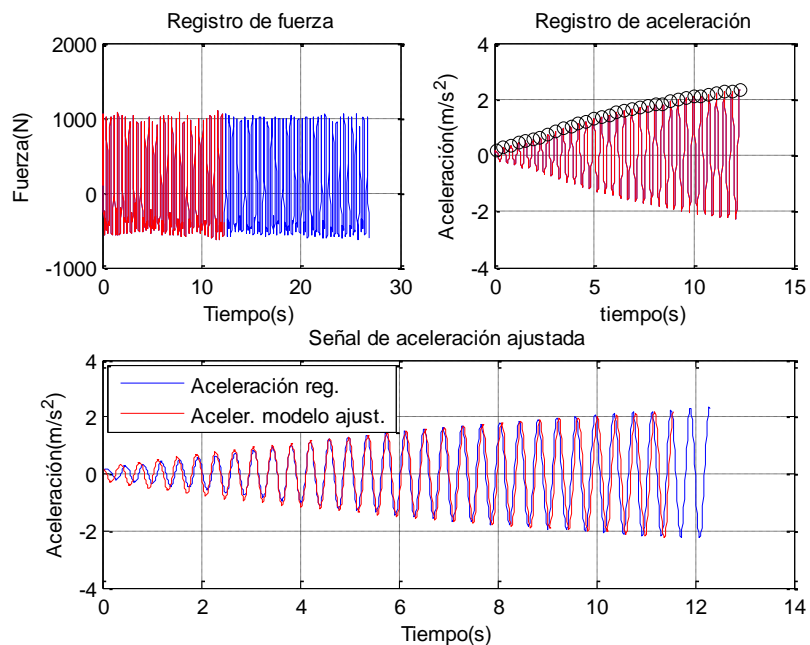 Registro de fuerza
2000
1000
0
-1000
0 10 20 30
Fuerza(N)
Tiempo(s)
Registro de aceleración
4
2
0
-2
-4
0 5 10 15
Aceleración(m/s²)
tiempo(s)
Señal de aceleración ajustada
4
2
0
-2
-4
0 2 4 6 8 10 12 14
Aceleración(m/s²)
Aceleración reg.
Aceler. modelo ajust.
Tiempo(s)